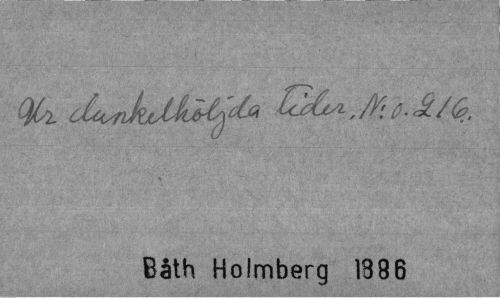 Ur dunkelhöljda tider. N:o. 216.
Båth Holmberg 1886